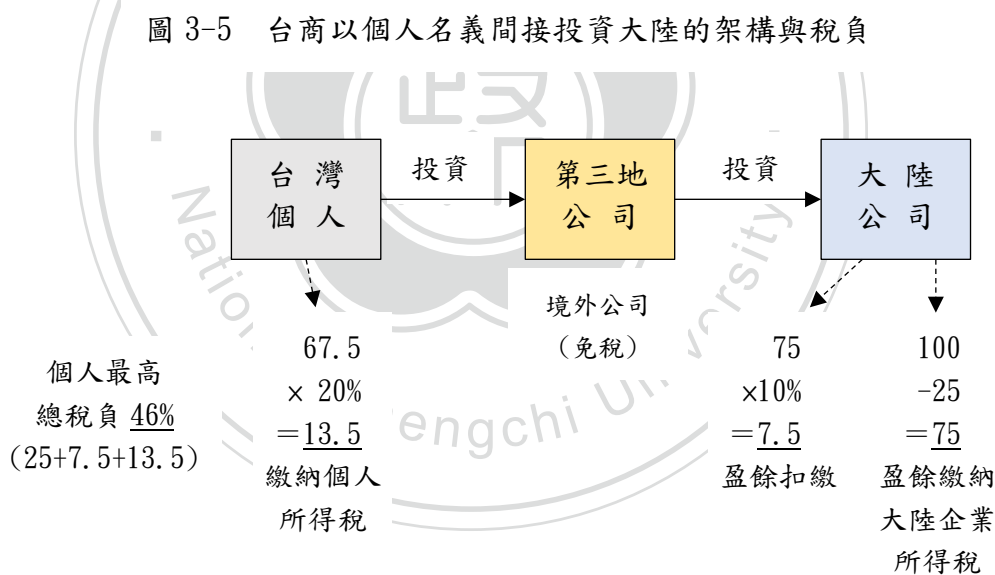 圖 3-5 台商以個人名義間接投資大陸的架構與稅負
政
台 灣
個 人
投資
第三地
公 司
投資
大 陸
公 司
境外公司
（免稅）
個人最高
總稅負 46%
(25+7.5+13.5)
67.5
× 20%
＝13.5
繳納個人
所得稅
75
×10%
＝7.5
盈餘扣繳
100
-25
＝75
盈餘繳納
大陸企業
所得稅